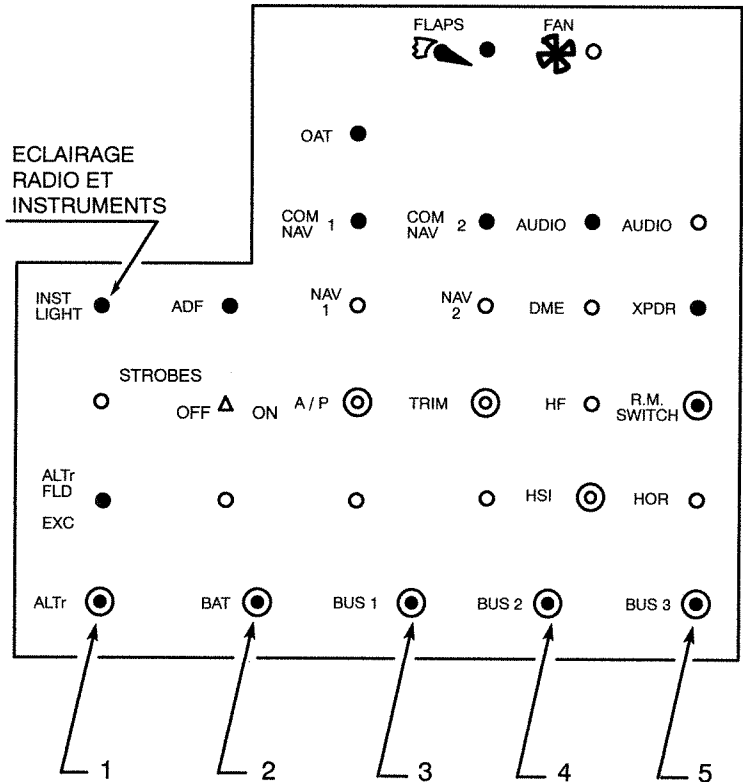 FLAPS FAN
OAT
ECLAIRAGE
RADIO ET
INSTRUMENTS
COM
NAV 1
COM
NAV 2
AUDIO
AUDIO
INST
LIGHT
ADF
NAV
1
NAV
2
DME
XPDR
STROBES
OFF ON
A / P
TRIM
HF
R.M.
SWITCH
ALTr
FLD
EXC
HSI
HOR
ALTr BAT BUS 1 BUS 2 BUS 3
1 2 3 4 5